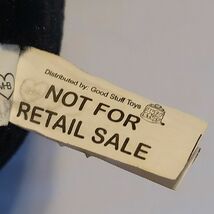 Distributed by: Good Stuff Toys
NOT FOR
RETAIL SALE